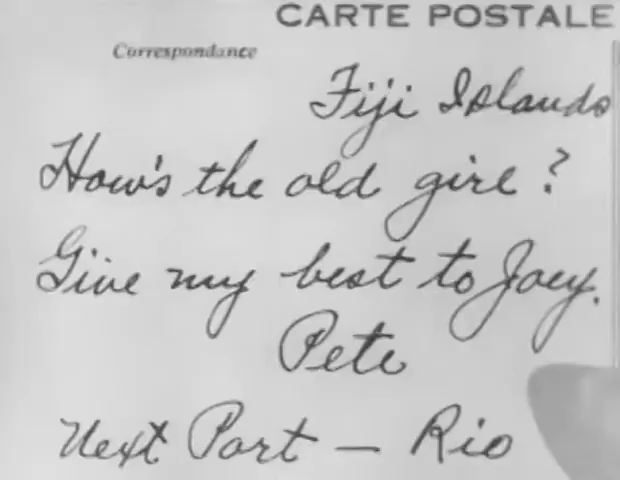 CARTE POSTALE
Correspondance
Fiji Islands
How's the old girl?
Give my best to Joey.
Pete
Next Port — Rio